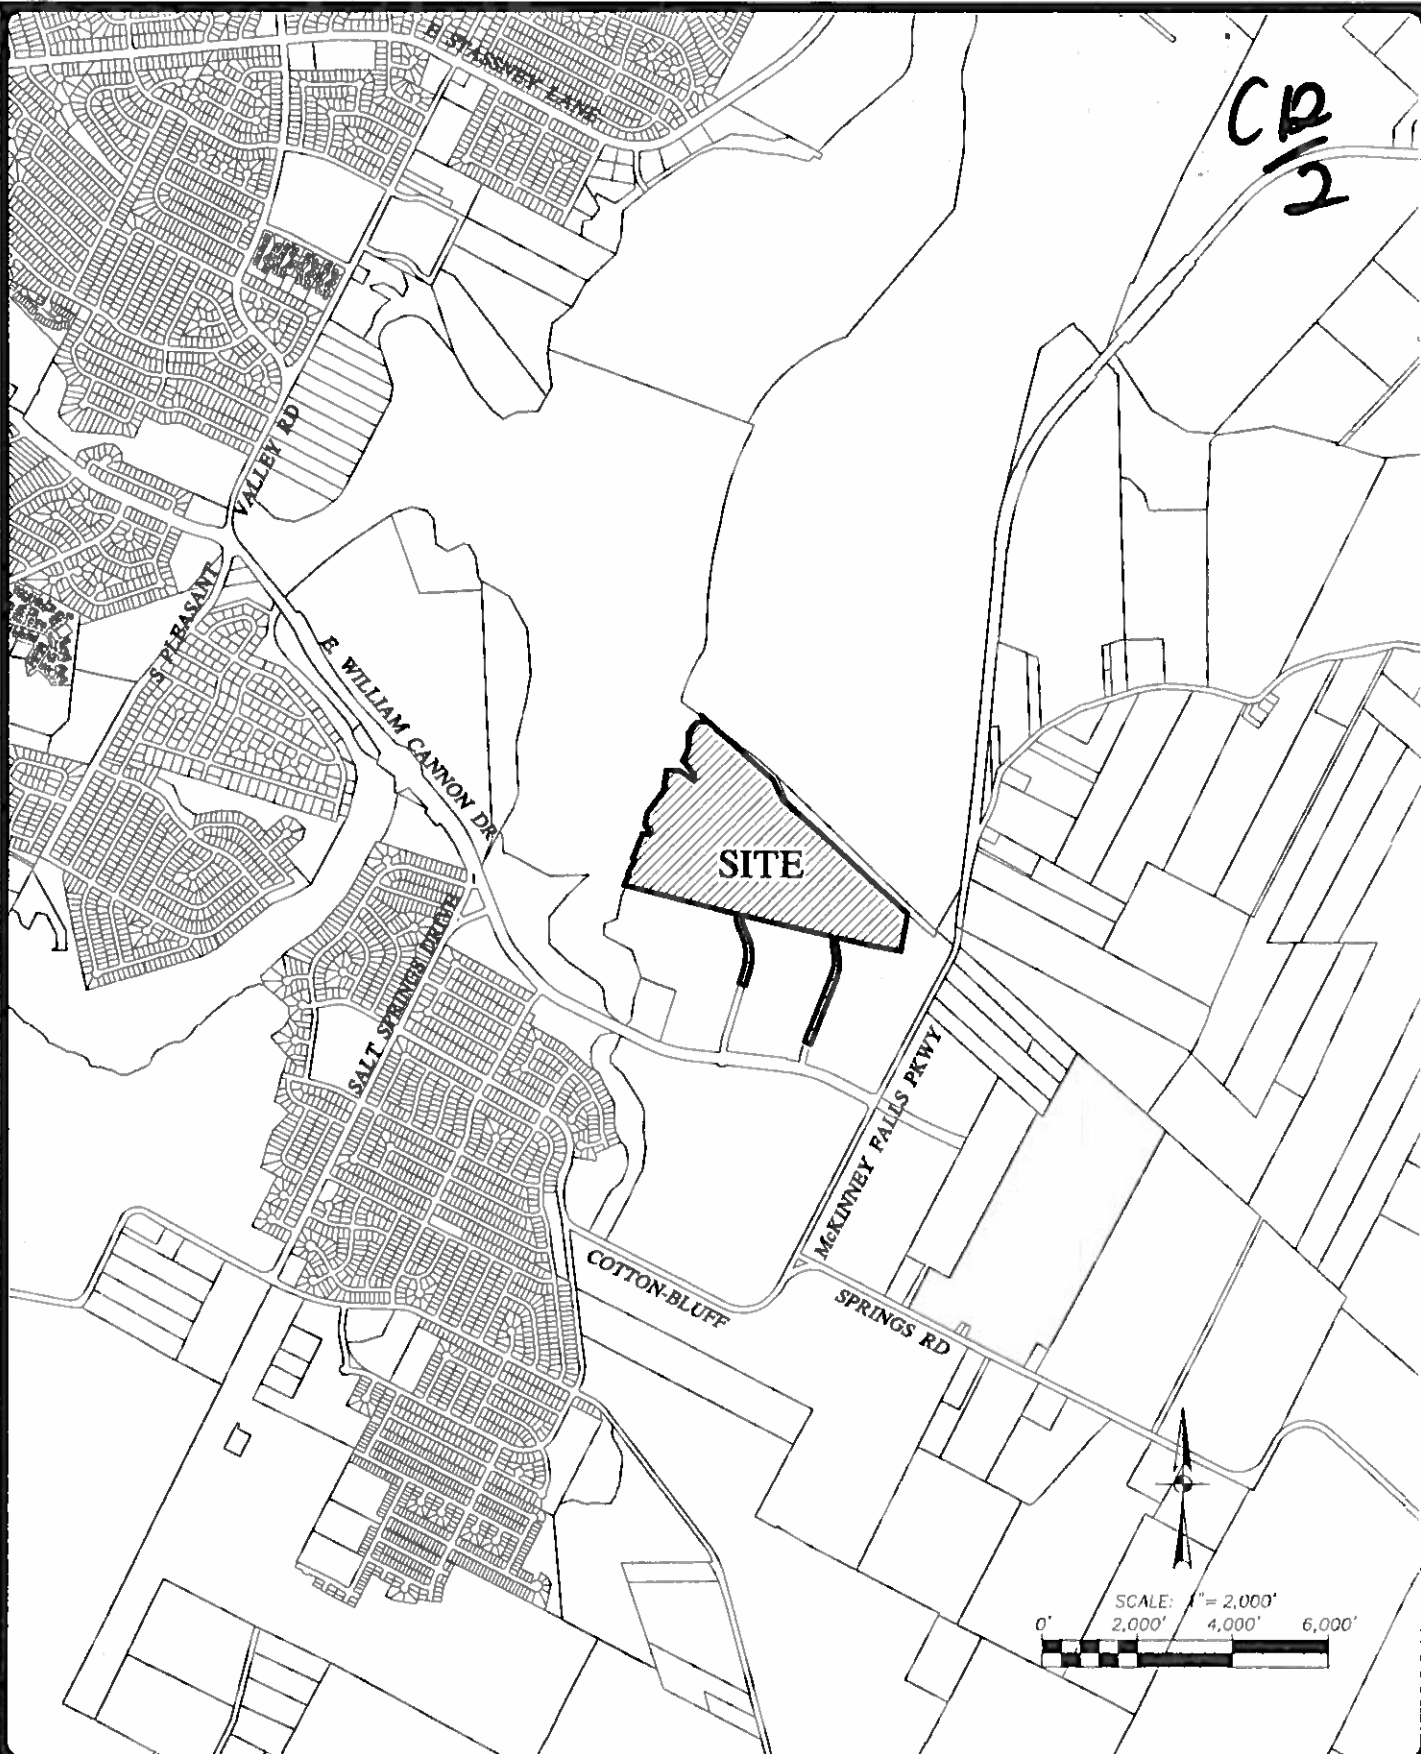 E STASSNEY LANE
C12
2
VALLEY RD
S PLEASANT
E. WILLIAM CANNON DR
SITE
SALT SPRINGS DRIVE
McKINNEY FALLS PKWY
COTTON-BLUFF
SPRINGS RD
SCALE: 1"= 2,000'
0' 2,000' 4,000' 6,000'